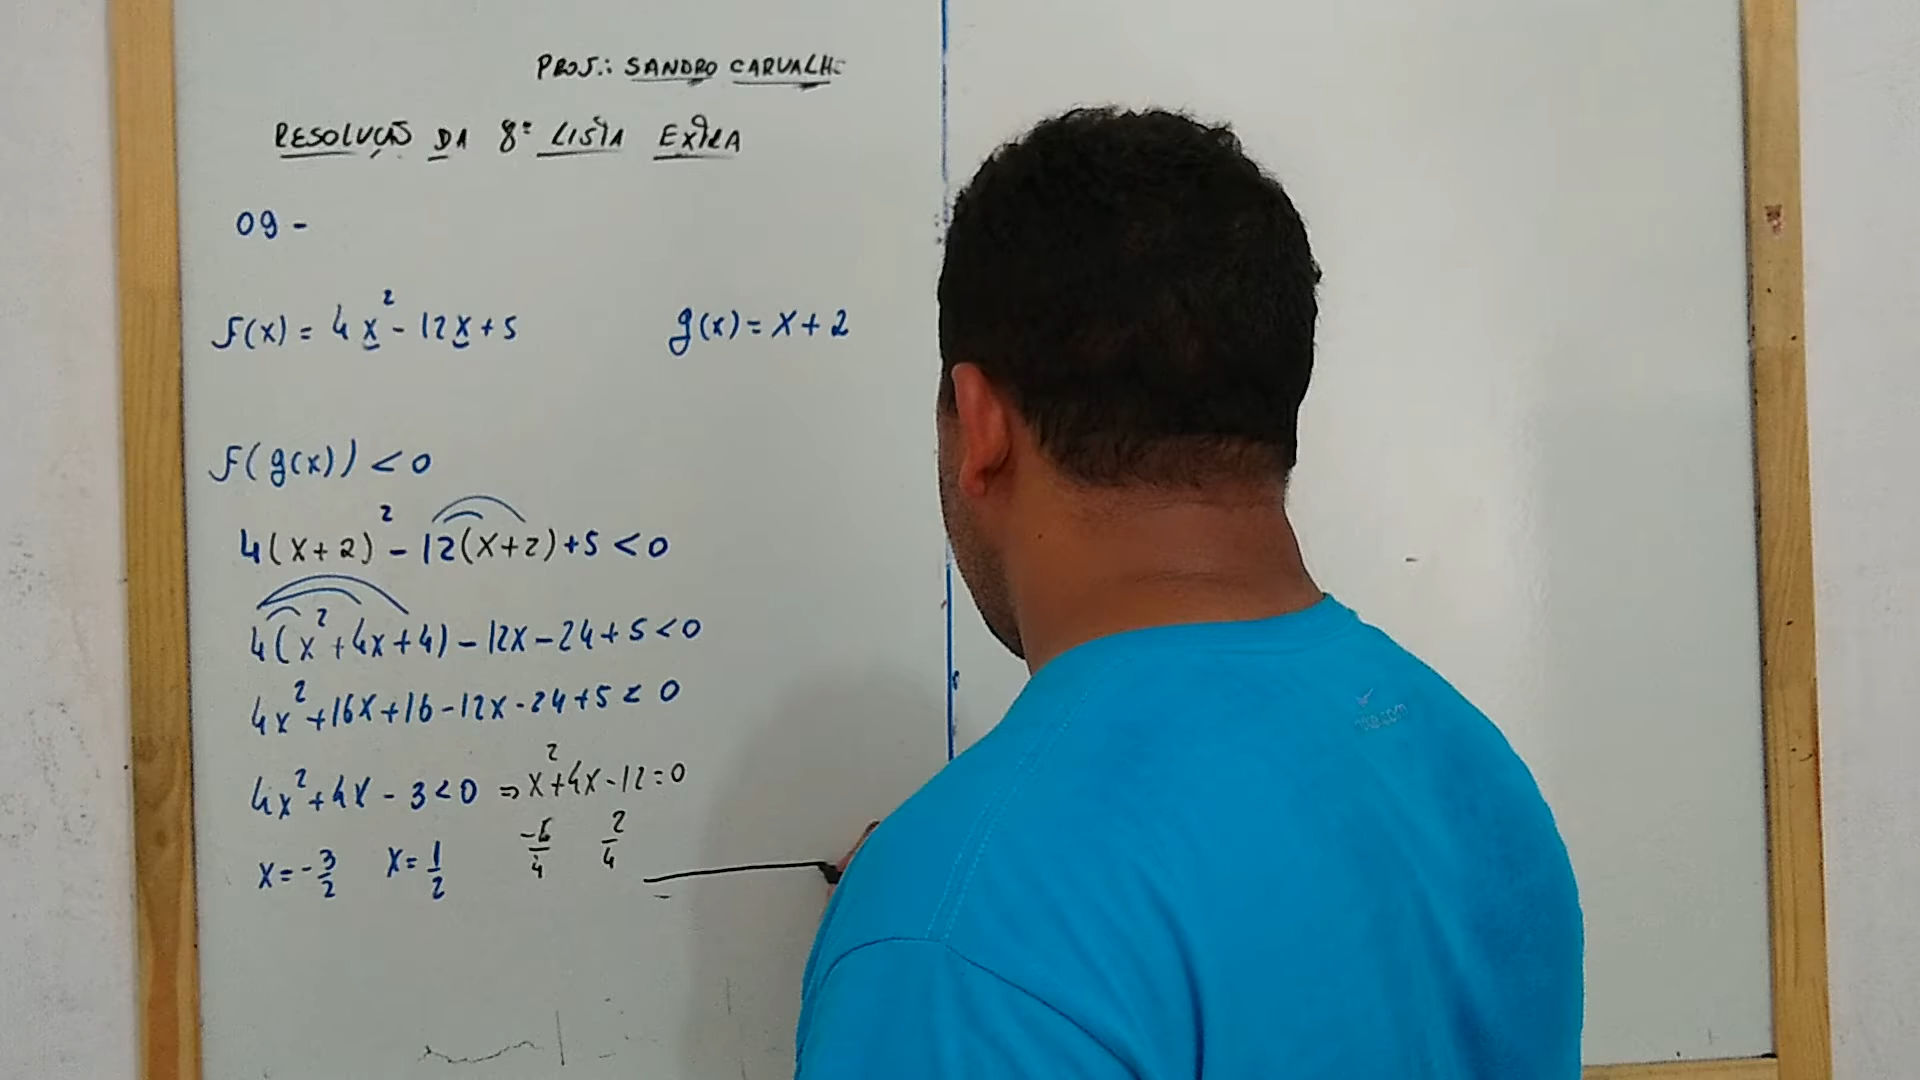 PROF.: SANDRO CARVALHO
RESOLUÇÃO DA 8ª LISTA EXTRA
09 -
f(x) = 4x² - 12x + 5
g(x) = x + 2
f(g(x)) < 0
4(x+2)² - 12(x+2) + 5 < 0
4(x² + 4x + 4) - 12x - 24 + 5 < 0
4x² + 16x + 16 - 12x - 24 + 5 < 0
4x² + 4x - 3 < 0 ⇒ x² + 4x - 12 = 0
x = -3/2 x = 1/2 -6/4 2/4